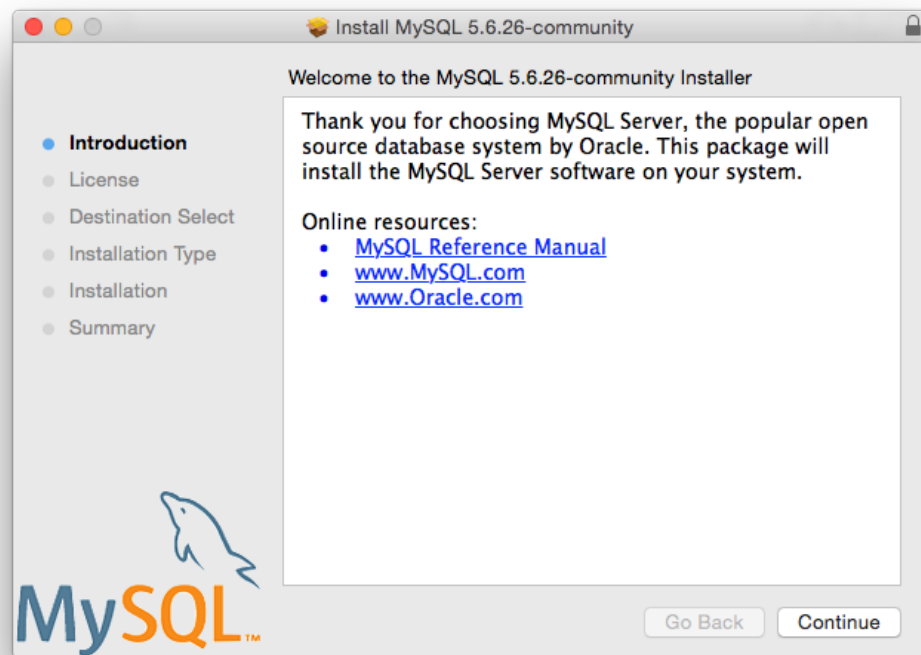 Install MySQL 5.6.26-community
Welcome to the MySQL 5.6.26-community Installer
Introduction
License
Destination Select
Installation Type
Installation
Summary
Thank you for choosing MySQL Server, the popular open
source database system by Oracle. This package will
install the MySQL Server software on your system.
Online resources:
• MySQL Reference Manual
• www.MySQL.com
• www.Oracle.com
MySQL™
Go Back
Continue